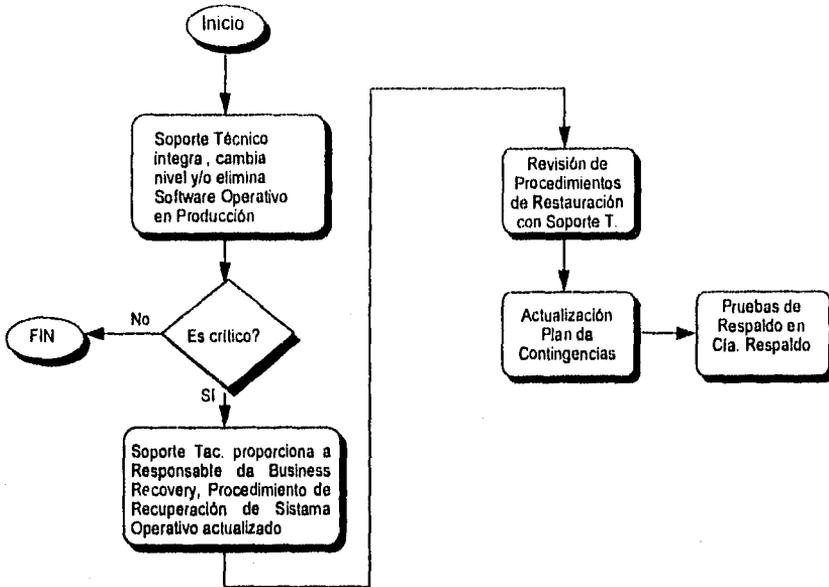 Inicio
Soporte Técnico
integra , cambia
nivel y/o elimina
Software Operativo
en Producción
Es crítico?
No
FIN
SÍ
Soporte Tac. proporciona a
Responsable da Business
Recovery, Procedimiento de
Recuperación de Sistama
Operativo actualizado
Revisión de
Procedimientos
de Restauración
con Soporte T.
Actualización
Plan da
Contingencias
Pruebas de
Respaldo en
Cía. Respaldo